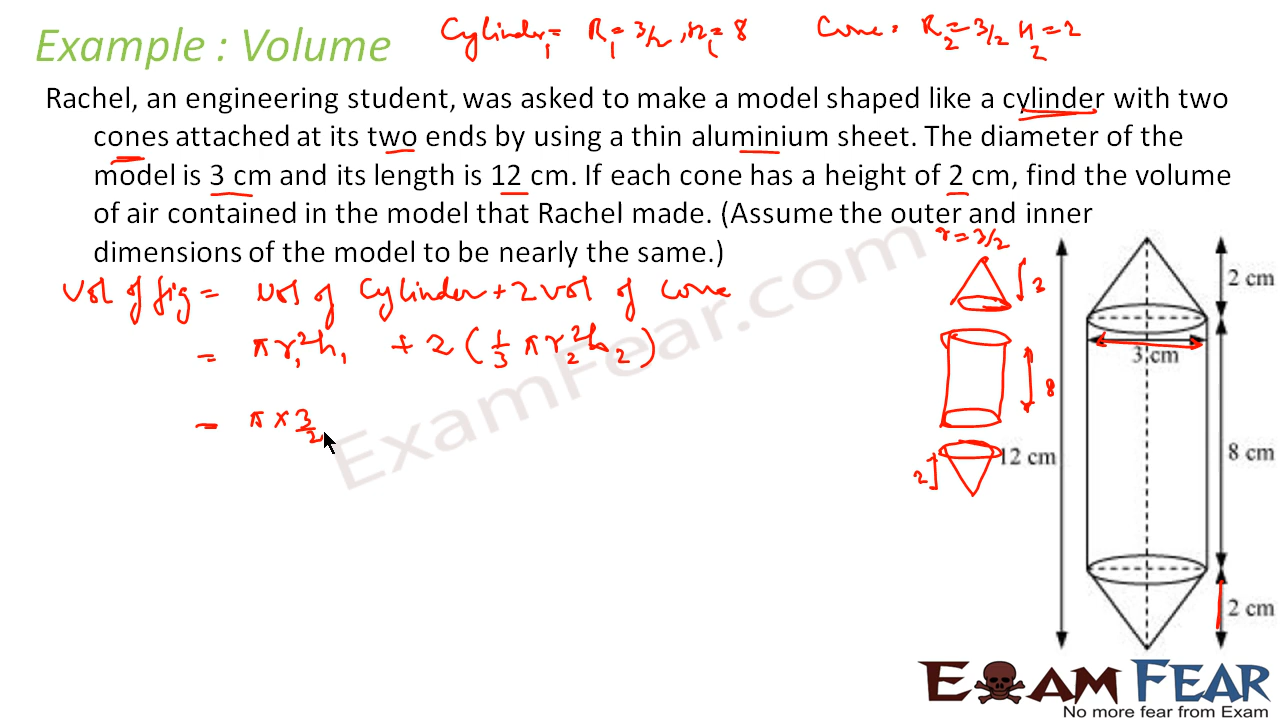 Example : Volume
Cylinder₁ = R₁ = 3/2 , h₁ = 8
Cone : R₂ = 3/2 H₂ = 2
Rachel, an engineering student, was asked to make a model shaped like a cylinder with two
cones attached at its two ends by using a thin aluminium sheet. The diameter of the
model is 3 cm and its length is 12 cm. If each cone has a height of 2 cm, find the volume
of air contained in the model that Rachel made. (Assume the outer and inner
dimensions of the model to be nearly the same.)
Vol of fig = Vol of Cylinder + 2 Vol of Cone
= π r₁² h₁ + 2 ( 1/3 π r₂² h₂ )
= π × 3/2
r = 3/2
2
8
2
2 cm
3 cm
12 cm
8 cm
2 cm
ExamFear.com
EXAM FEAR
No more fear from Exam